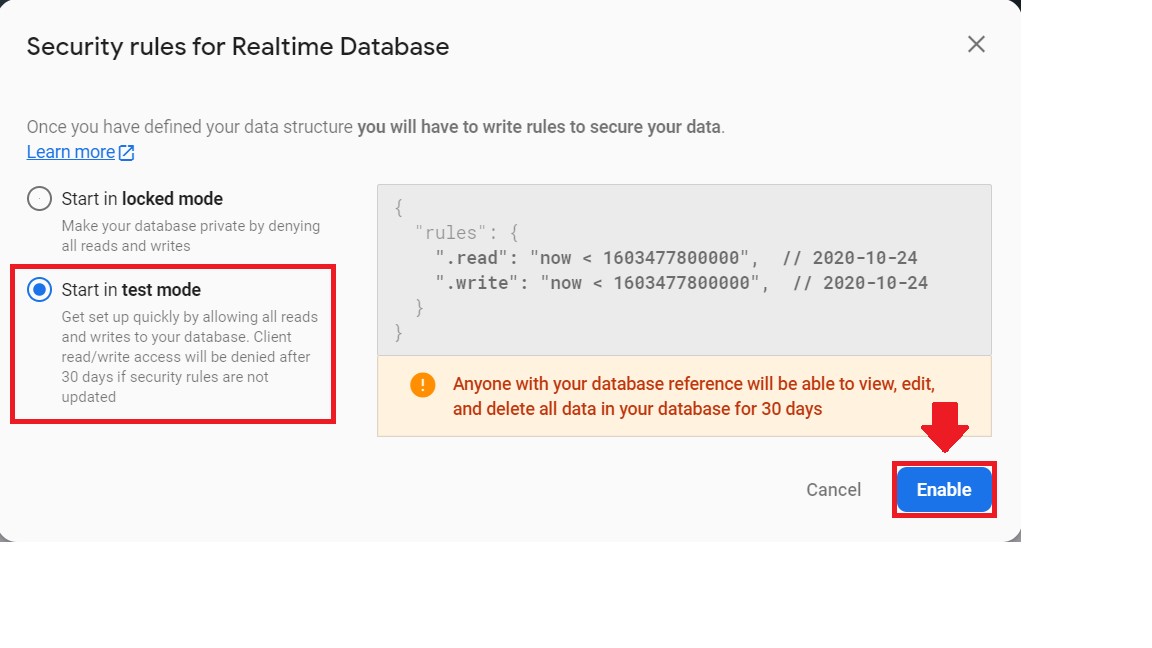 Security rules for Realtime Database
Once you have defined your data structure you will have to write rules to secure your data.
Learn more
Start in locked mode
Make your database private by denying
all reads and writes
Start in test mode
Get set up quickly by allowing all reads
and writes to your database. Client
read/write access will be denied after
30 days if security rules are not
updated
{
"rules": {
".read": "now < 1603477800000",  // 2020-10-24
".write": "now < 1603477800000",  // 2020-10-24
}
}
Anyone with your database reference will be able to view, edit,
and delete all data in your database for 30 days
Cancel
Enable